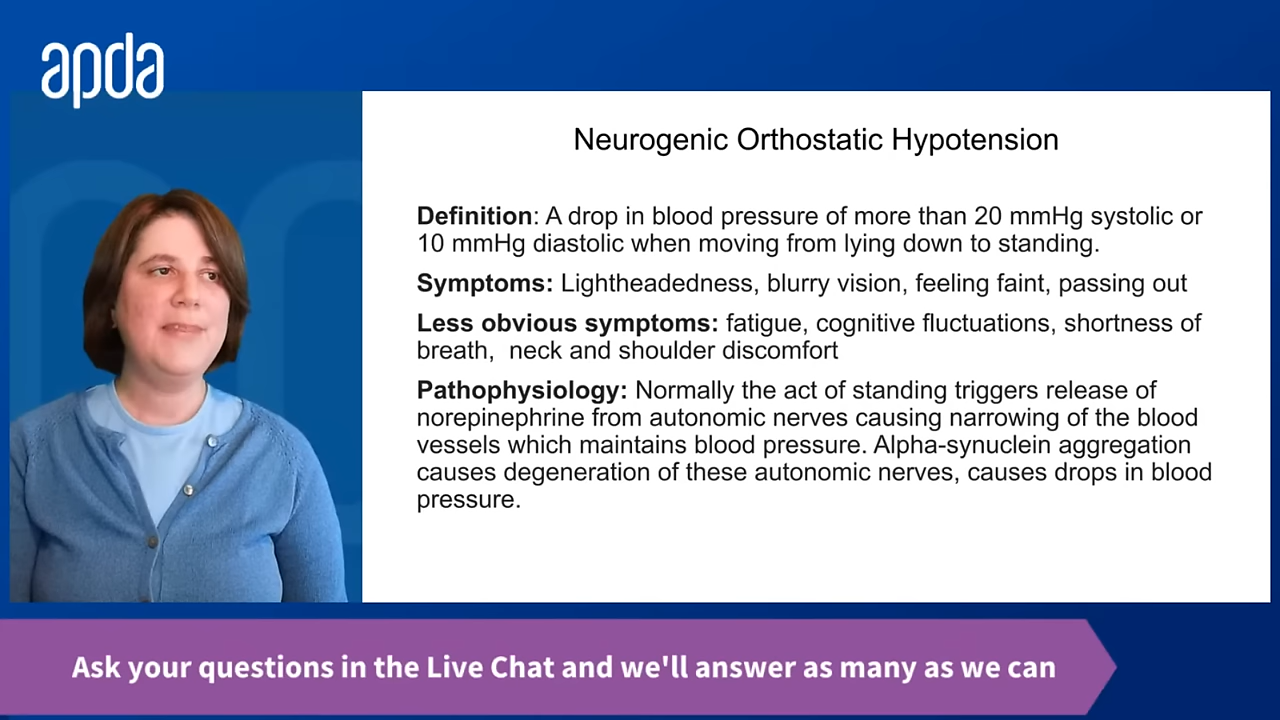 apda
Neurogenic Orthostatic Hypotension
Definition: A drop in blood pressure of more than 20 mmHg systolic or
10 mmHg diastolic when moving from lying down to standing.
Symptoms: Lightheadedness, blurry vision, feeling faint, passing out
Less obvious symptoms: fatigue, cognitive fluctuations, shortness of
breath,  neck and shoulder discomfort
Pathophysiology: Normally the act of standing triggers release of
norepinephrine from autonomic nerves causing narrowing of the blood
vessels which maintains blood pressure. Alpha-synuclein aggregation
causes degeneration of these autonomic nerves, causes drops in blood
pressure.
Ask your questions in the Live Chat and we'll answer as many as we can